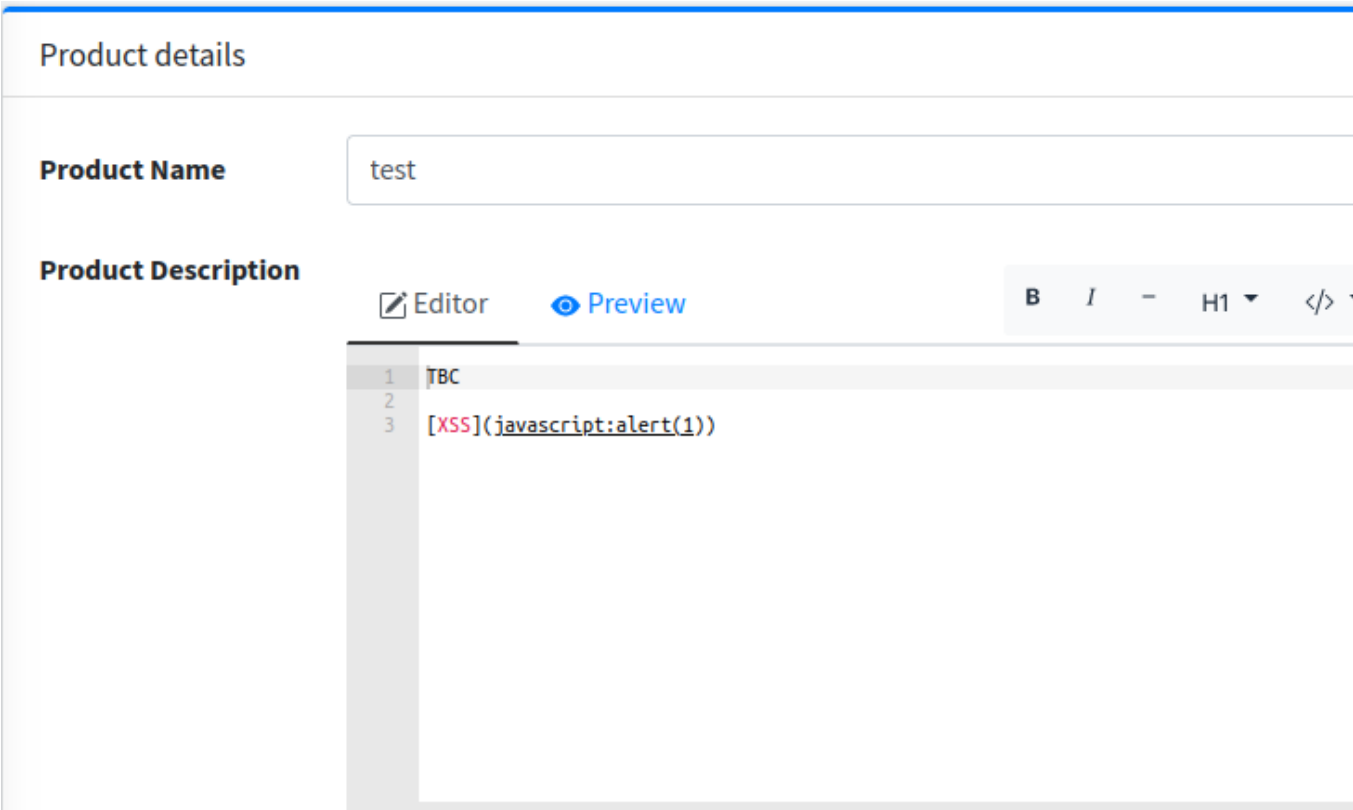 Product details
Product Name
test
Product Description
Editor Preview B I – H1 </>
1 TBC
2
3 [XSS](javascript:alert(1))